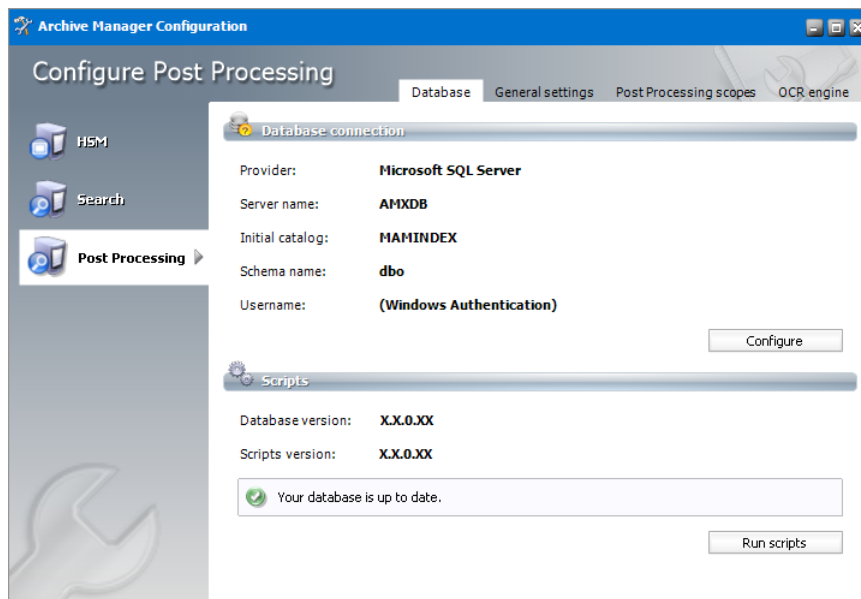 Archive Manager Configuration
Configure Post Processing
Database General settings Post Processing scopes OCR engine
HSM
Search
Post Processing
Database connection
Provider: Microsoft SQL Server
Server name: AMXDB
Initial catalog: MAMINDEX
Schema name: dbo
Username: (Windows Authentication)
Configure
Scripts
Database version: X.X.0.XX
Scripts version: X.X.0.XX
Your database is up to date.
Run scripts